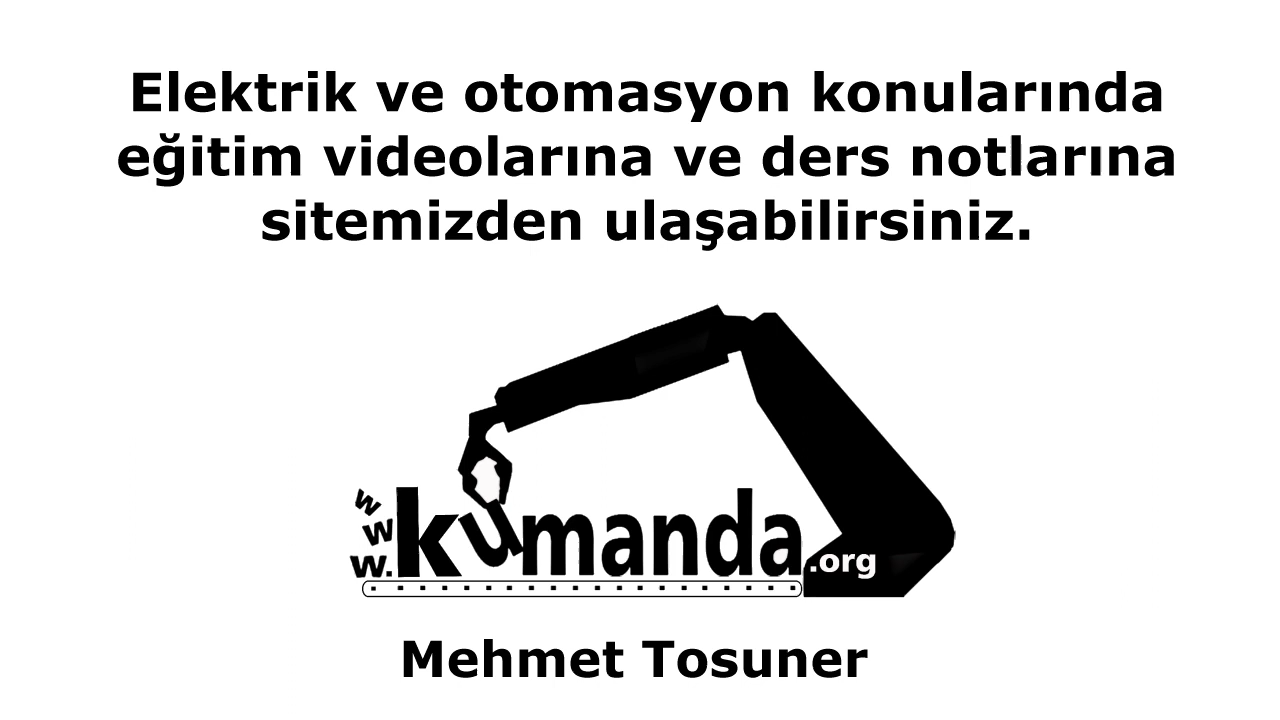 Elektrik ve otomasyon konularında
eğitim videolarına ve ders notlarına
sitemizden ulaşabilirsiniz.
www.kumanda.org
Mehmet Tosuner